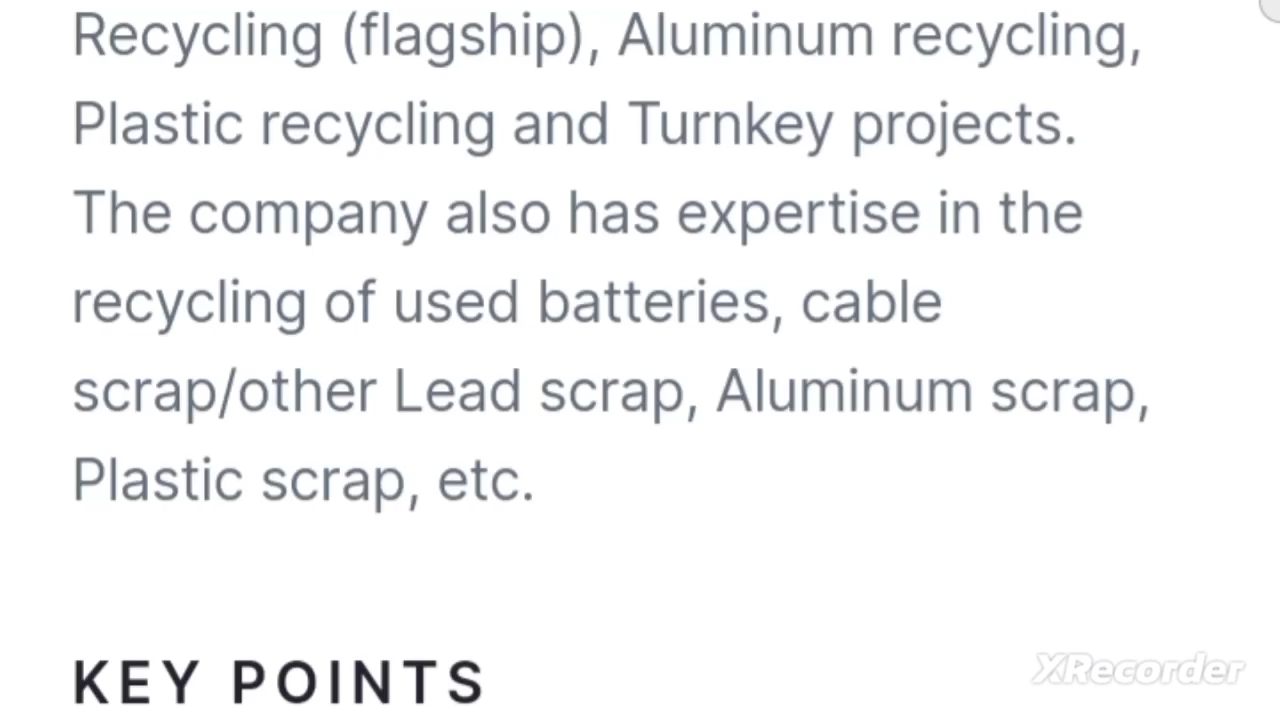 Recycling (flagship), Aluminum recycling,
Plastic recycling and Turnkey projects.
The company also has expertise in the
recycling of used batteries, cable
scrap/other Lead scrap, Aluminum scrap,
Plastic scrap, etc.
KEY POINTS
XRecorder